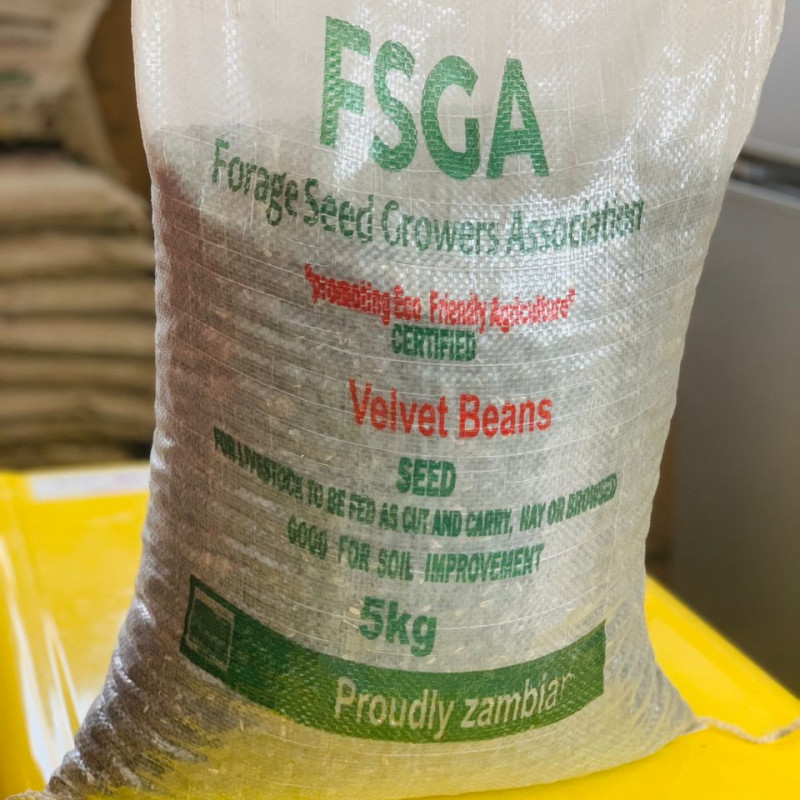 FSGA
Forage Seed Growers Association
"promoting Eco Friendly Agriculture"
CERTIFIED
Velvet Beans
SEED
FOR LIVESTOCK TO BE FED AS CUT AND CARRY, HAY OR BROWSED
GOOD FOR SOIL IMPROVEMENT
5kg
Proudly zambian